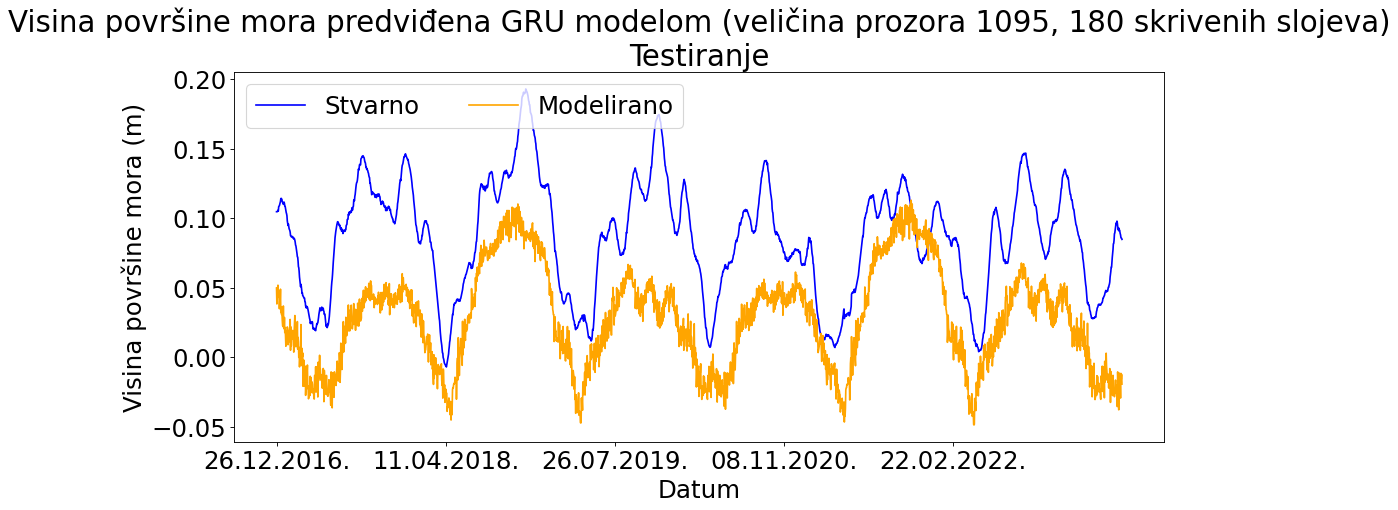 Visina površine mora predviđena GRU modelom (veličina prozora 1095, 180 skrivenih slojeva)
Testiranje
Stvarno Modelirano
Visina površine mora (m)
0.20
0.15
0.10
0.05
0.00
−0.05
26.12.2016. 11.04.2018. 26.07.2019. 08.11.2020. 22.02.2022.
Datum